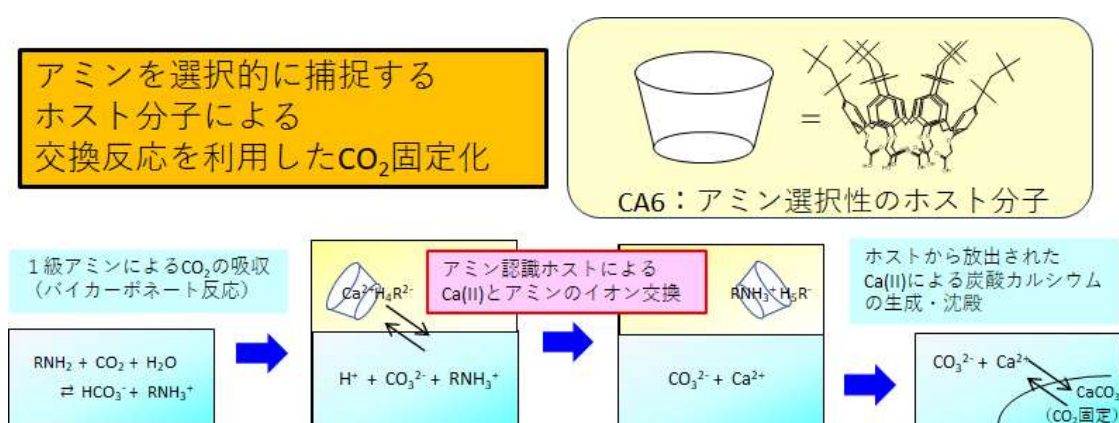 アミンを選択的に捕捉する
ホスト分子による
交換反応を利用したCO₂固定化
=
CA6：アミン選択性のホスト分子
１級アミンによるCO₂の吸収
（バイカーボネート反応）
RNH₂ + CO₂ + H₂O
⇄ HCO₃⁻ + RNH₃⁺
アミン認識ホストによる
Ca(II)とアミンのイオン交換
Ca²⁺H₄R²⁻
H⁺ + CO₃²⁻ + RNH₃⁺
RNH₃⁺H₅R⁻
CO₃²⁻ + Ca²⁺
ホストから放出された
Ca(II)による炭酸カルシウム
の生成・沈殿
CO₃²⁻ + Ca²⁺
CaCO₃
（CO₂固定）